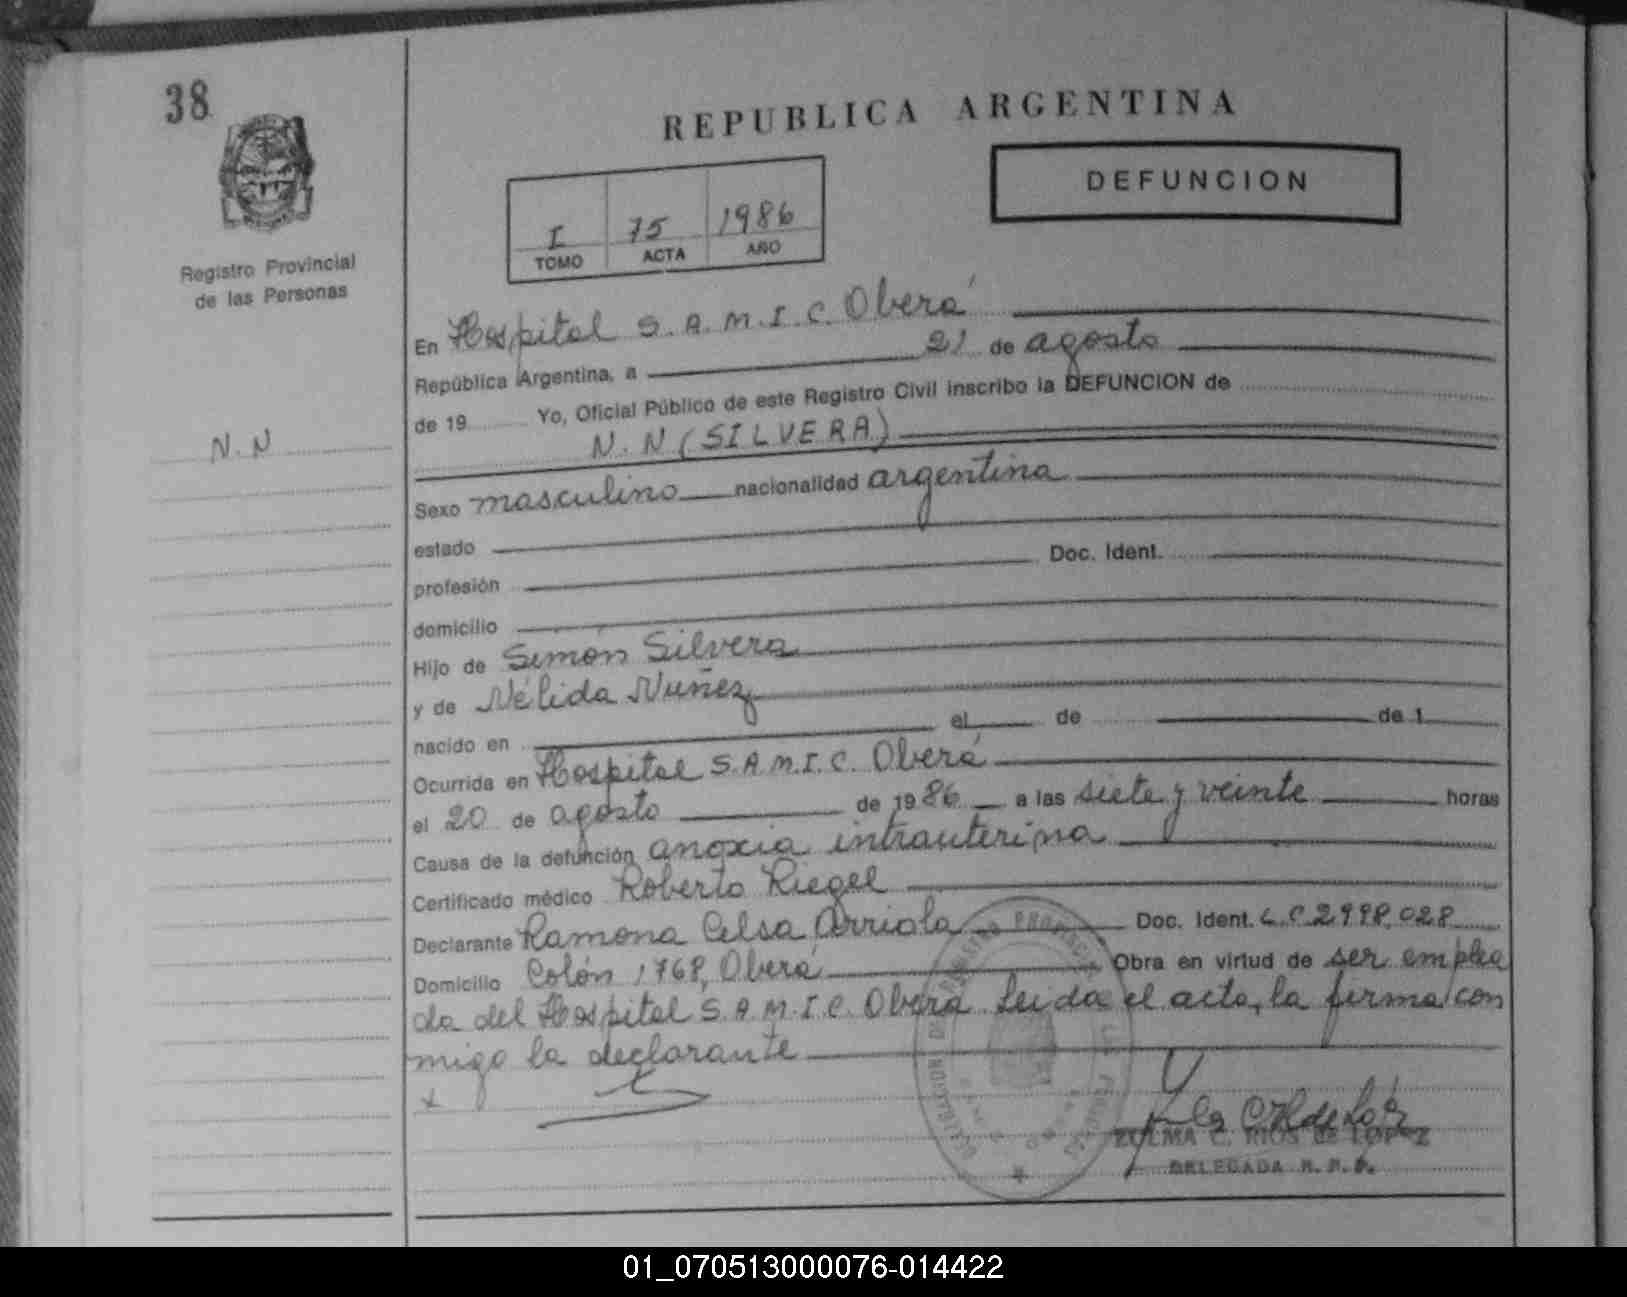 38
REPUBLICA ARGENTINA
DEFUNCION
I 75 1986
TOMO ACTA AÑO
Registro Provincial
de las Personas
En Hospital S.A.M.I.C. Oberá
República Argentina, a 21 de agosto
de 19 Yo, Oficial Público de este Registro Civil inscribo la DEFUNCION de
N.N
N.N (SILVERA)
Sexo masculino nacionalidad argentina
estado
profesión Doc. Ident.
domicilio
Hijo de Simón Silvera
y de Nélida Nuñez
nacido en el de de 1
Ocurrida en Hospital S.A.M.I.C. Oberá
el 20 de agosto de 1986 a las siete y veinte horas
Causa de la defunción anoxia intrauterina
Certificado médico Roberto Riegel
Declarante Ramona Celsa Arriola Doc. Ident. L.C 2.998.028
Domicilio Colón 1768, Oberá Obra en virtud de ser emplea
da del Hospital S.A.M.I.C. Oberá Leida el acta, la firma con
migo la declarante
ZULMA C. RIOS de LOPEZ
DELEGADA R. P. P.
01_070513000076-014422